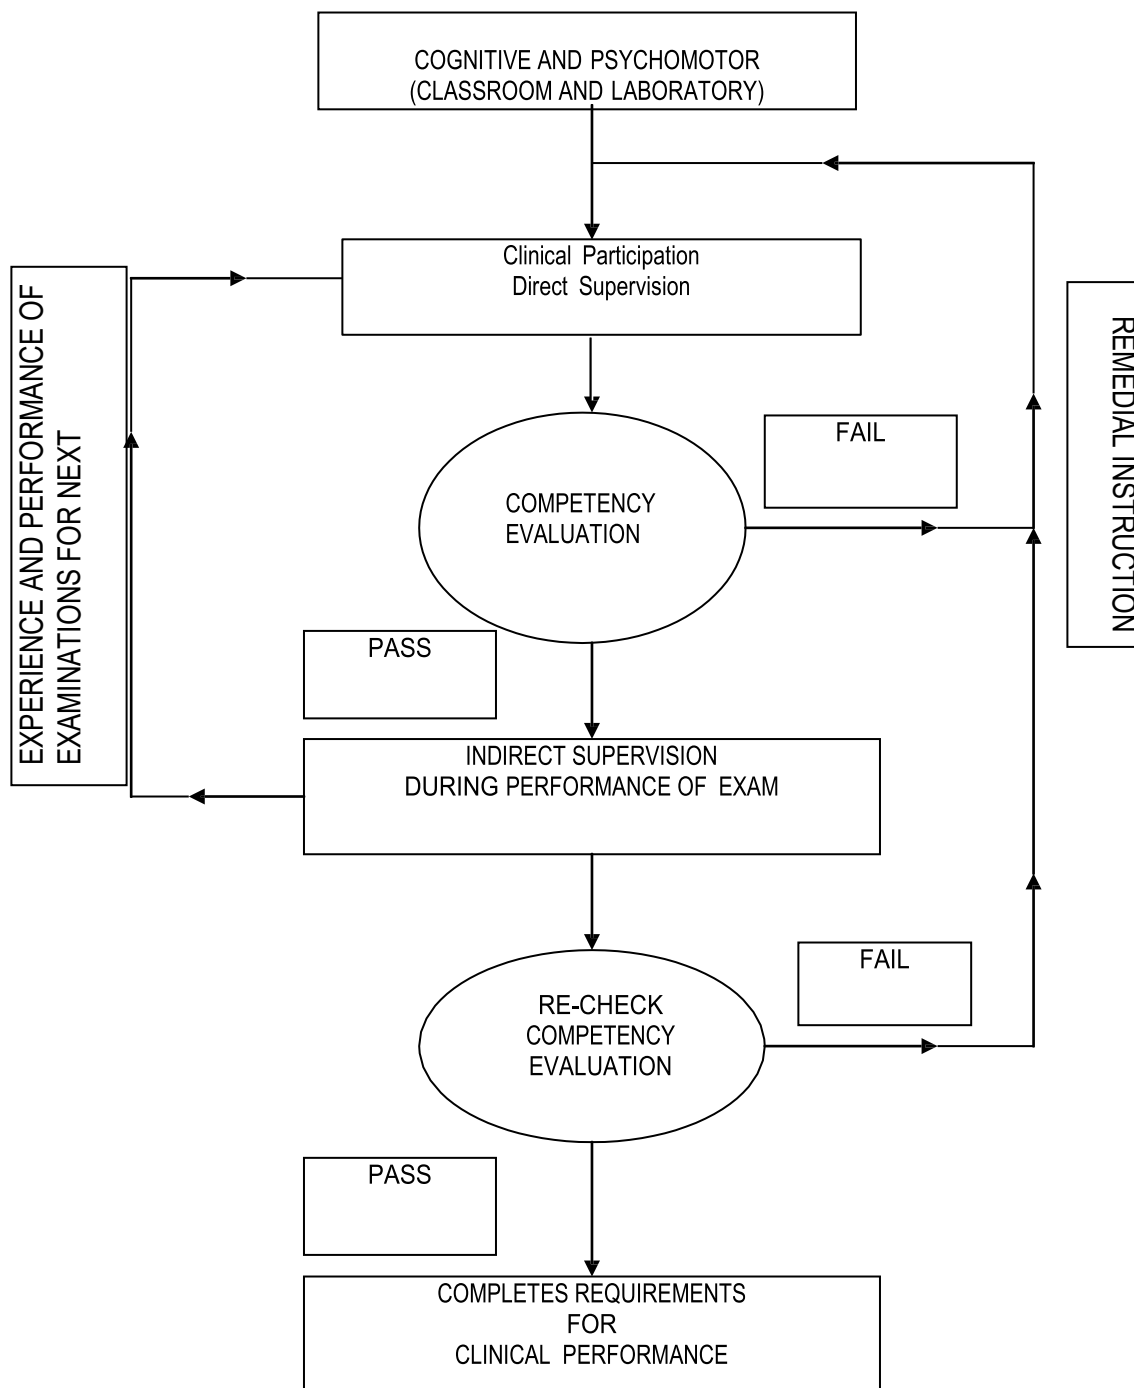 COGNITIVE AND PSYCHOMOTOR
(CLASSROOM AND LABORATORY)
Clinical Participation
Direct Supervision
EXPERIENCE AND PERFORMANCE OF
EXAMINATIONS FOR NEXT
REMEDIAL INSTRUCTION
FAIL
COMPETENCY
EVALUATION
PASS
INDIRECT SUPERVISION
DURING PERFORMANCE OF EXAM
FAIL
RE-CHECK
COMPETENCY
EVALUATION
PASS
COMPLETES REQUIREMENTS
FOR
CLINICAL PERFORMANCE